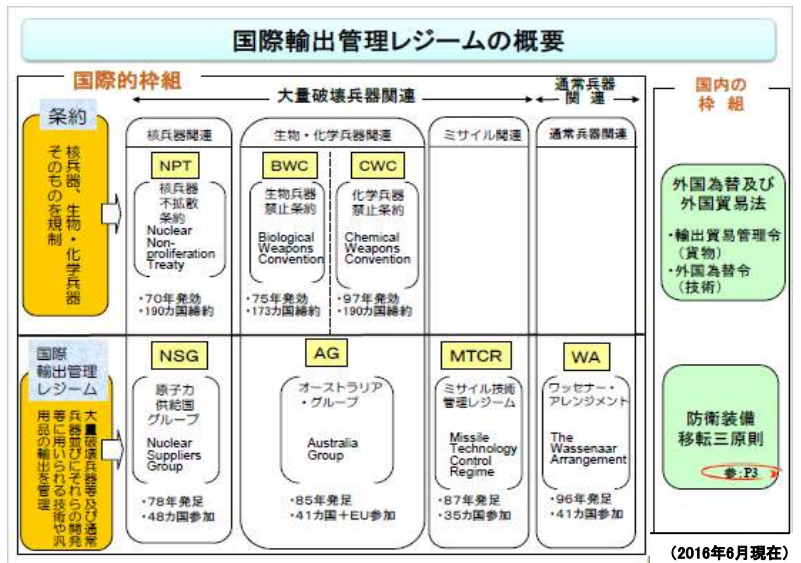 国際輸出管理レジームの概要
国際的枠組
大量破壊兵器関連
通常兵器
関 連
国内の
枠 組
条約
核兵器、生物・化学兵器
そのものを規制
核兵器関連
生物・化学兵器関連
ミサイル関連
通常兵器関連
NPT
核兵器
不拡散
条約
Nuclear
Non-
proliferation
Treaty
・70年発効
・190カ国締約
BWC
生物兵器
禁止条約
Biological
Weapons
Convention
・75年発効
・173カ国締約
CWC
化学兵器
禁止条約
Chemical
Weapons
Convention
・97年発効
・190カ国締約
外国為替及び
外国貿易法
・輸出貿易管理令
（貨物）
・外国為替令
（技術）
国際
輸出管理
レジーム
大量破壊兵器等及び通常
兵器並びにそれらの開発
等に用いられる技術や汎
用品の輸出を管理
NSG
原子力
供給国
グループ
Nuclear
Suppliers
Group
・78年発足
・48カ国参加
AG
オーストラリア
・グループ
Australia
Group
・85年発足
・41カ国＋EU参加
MTCR
ミサイル技術
管理レジーム
Missile
Technology
Control
Regime
・87年発足
・35カ国参加
WA
ワッセナー・
アレンジメント
The
Wassenaar
Arrangement
・96年発足
・41カ国参加
防衛装備
移転三原則
参:P3
（2016年6月現在）